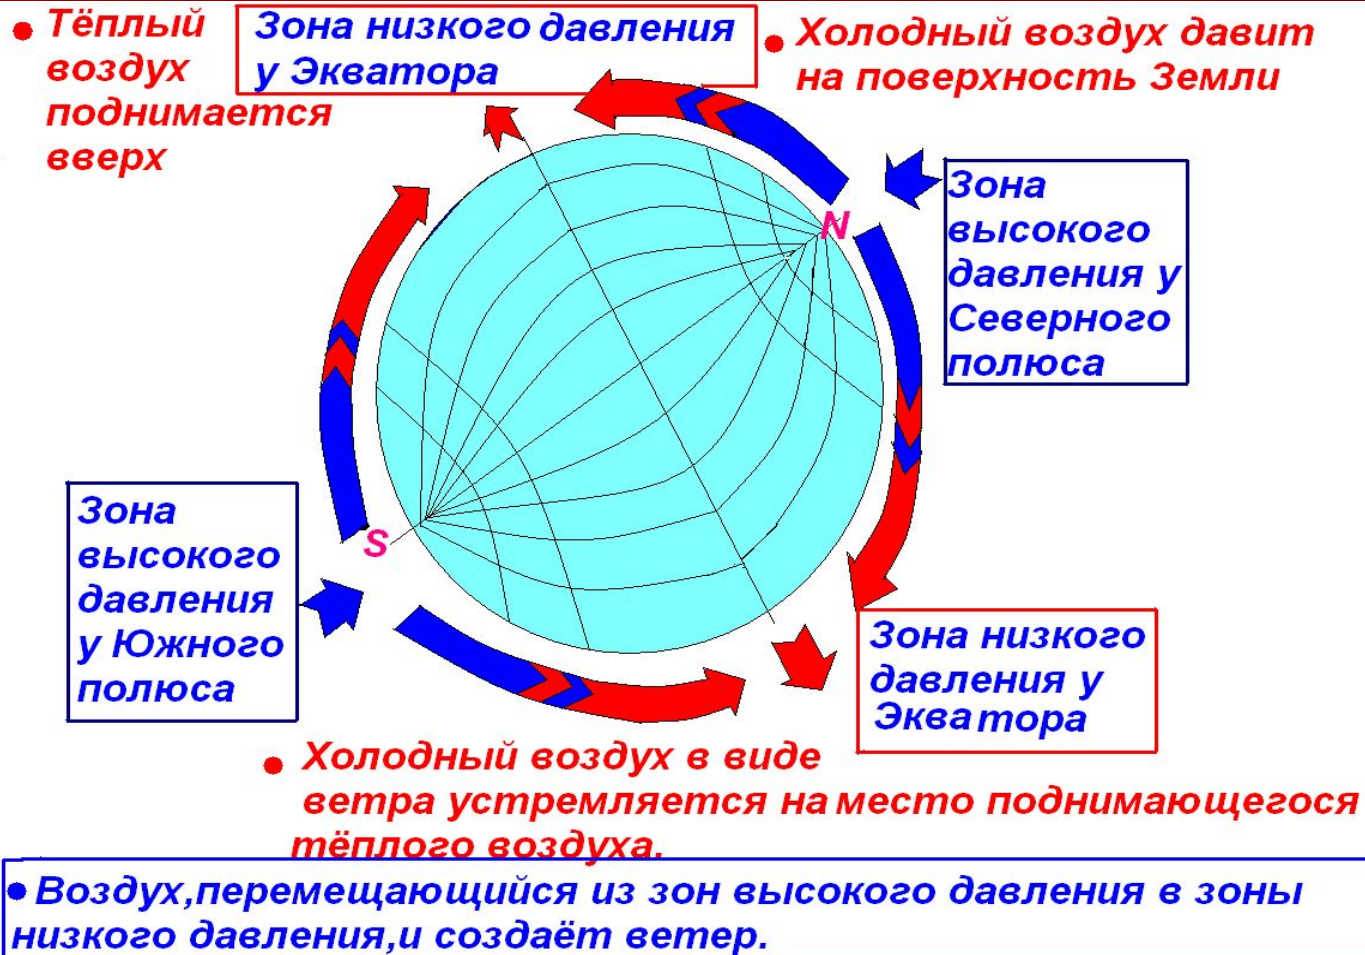 • Тёплый
воздух
поднимается
вверх
Зона низкого давления
у Экватора
• Холодный воздух давит
на поверхность Земли
N
Зона
высокого
давления у
Северного
полюса
S
Зона
высокого
давления
у Южного
полюса
Зона низкого
давления у
Экватора
• Холодный воздух в виде
ветра устремляется на место поднимающегося
тёплого воздуха.
• Воздух,перемещающийся из зон высокого давления в зоны
низкого давления,и создаёт ветер.